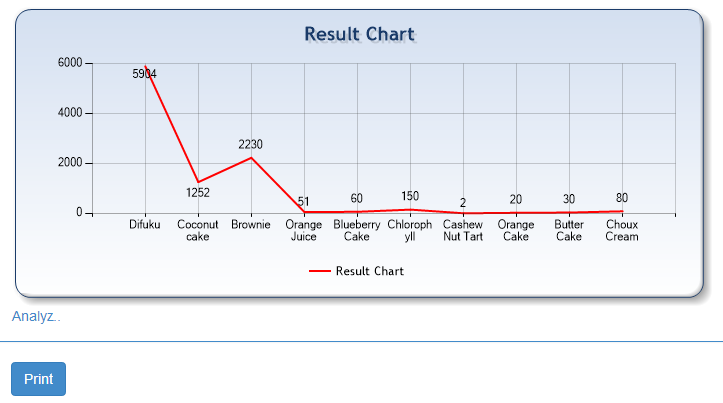 Result Chart
6000
4000
2000
0
5904
1252
2230
51
60
150
2
20
30
80
Difuku
Coconut
cake
Brownie
Orange
Juice
Blueberry
Cake
Chloroph
yll
Cashew
Nut Tart
Orange
Cake
Butter
Cake
Choux
Cream
Result Chart
Analyz..
Print